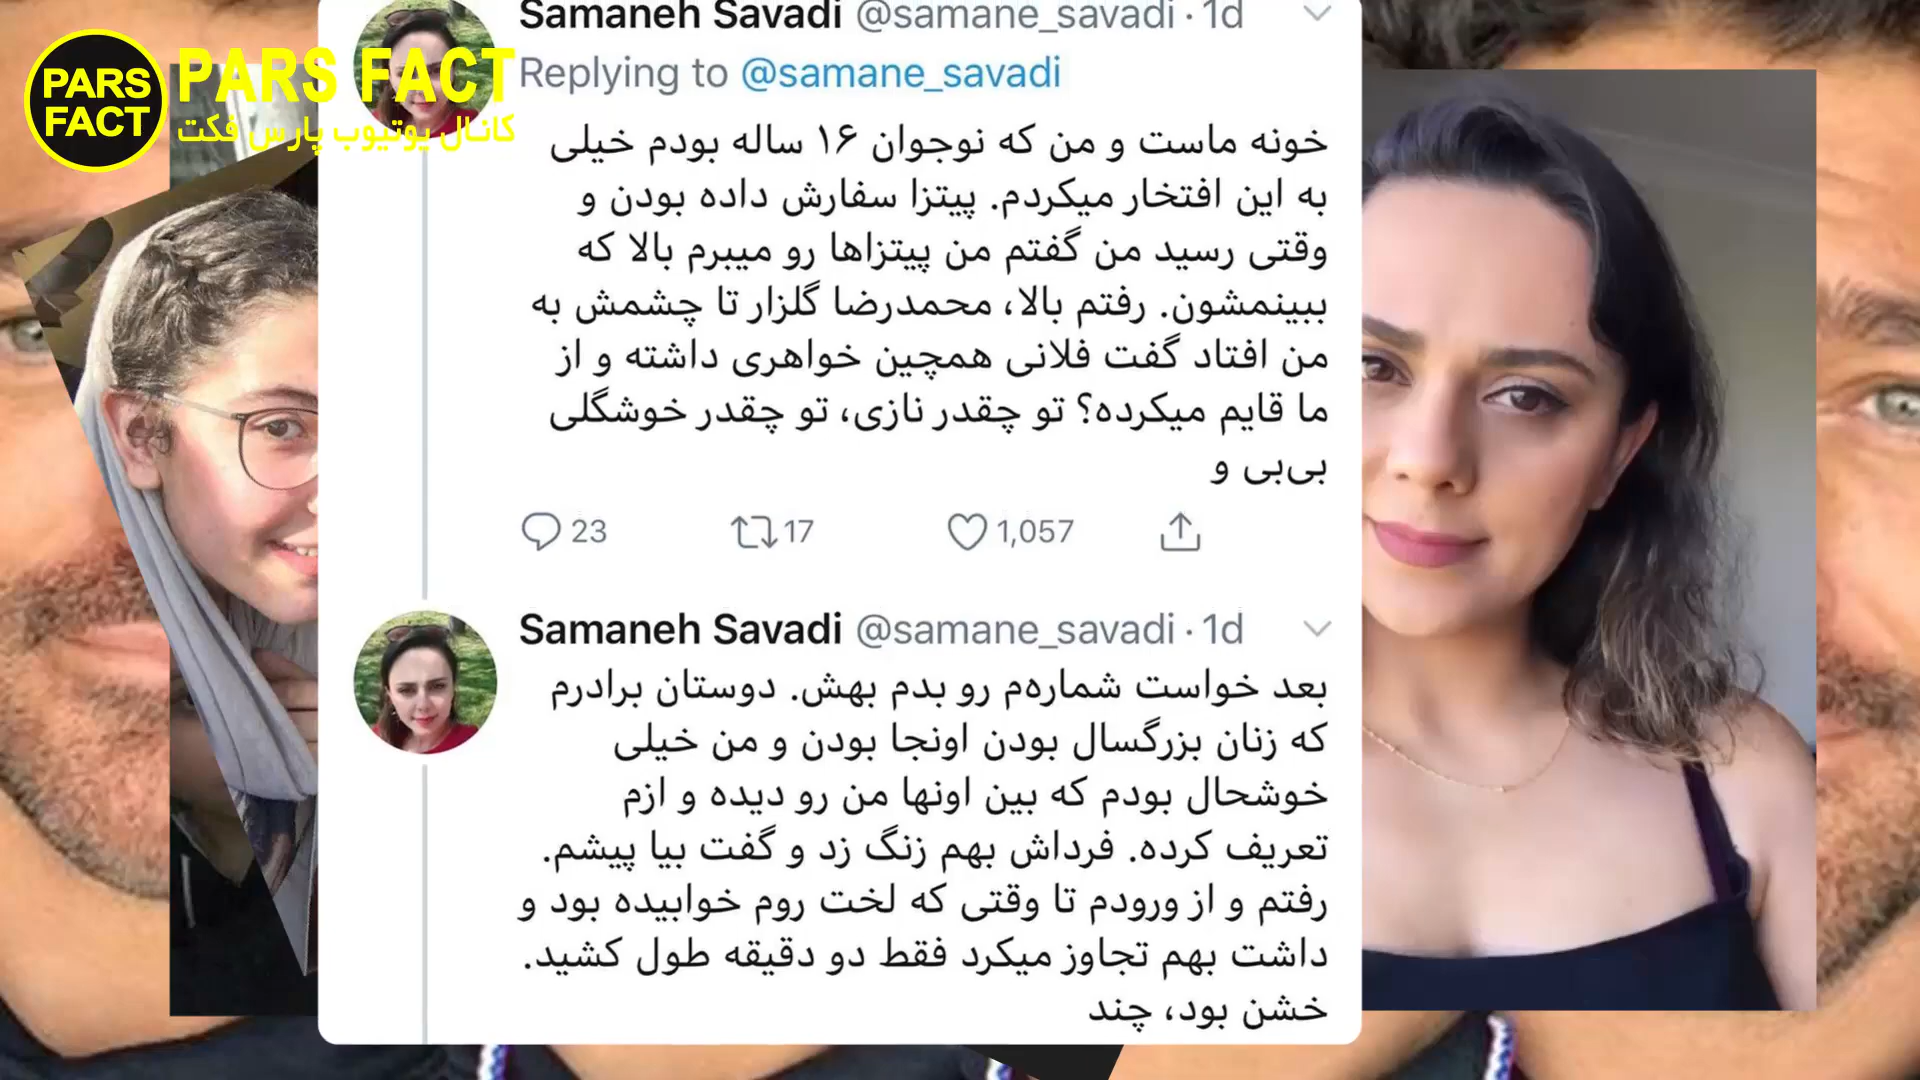 PARS
FACT
PARS FACT
کانال یوتیوب پارس فکت
Samaneh Savadi @samane_savadi · 1d
Replying to @samane_savadi
خونه ماست و من که نوجوان ۱۶ ساله بودم خیلی
به این افتخار میکردم. پیتزا سفارش داده بودن و
وقتی رسید من گفتم من پیتزاها رو میبرم بالا که
ببینمشون. رفتم بالا، محمدرضا گلزار تا چشمش به
من افتاد گفت فلانی همچین خواهری داشته و از
ما قایم میکرده؟ تو چقدر نازی، تو چقدر خوشگلی
بی‌بی و
23 17 1,057
Samaneh Savadi @samane_savadi · 1d
بعد خواست شماره‌م رو بدم بهش. دوستان برادرم
که زنان بزرگسال بودن اونجا بودن و من خیلی
خوشحال بودم که بین اونها من رو دیده و ازم
تعریف کرده. فرداش بهم زنگ زد و گفت بیا پیشم.
رفتم و از ورودم تا وقتی که لخت روم خوابیده بود و
داشت بهم تجاوز میکرد فقط دو دقیقه طول کشید.
خشن بود، چند